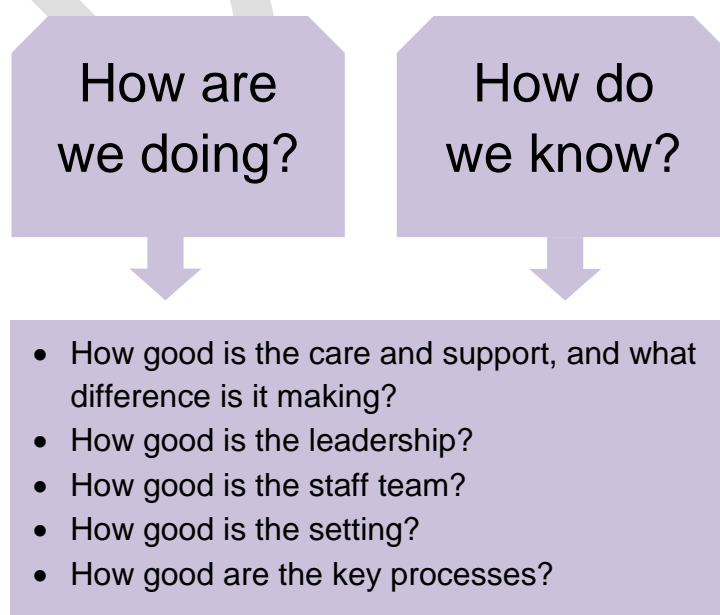 How are
we doing?
How do
we know?
• How good is the care and support, and what
difference is it making?
• How good is the leadership?
• How good is the staff team?
• How good is the setting?
• How good are the key processes?